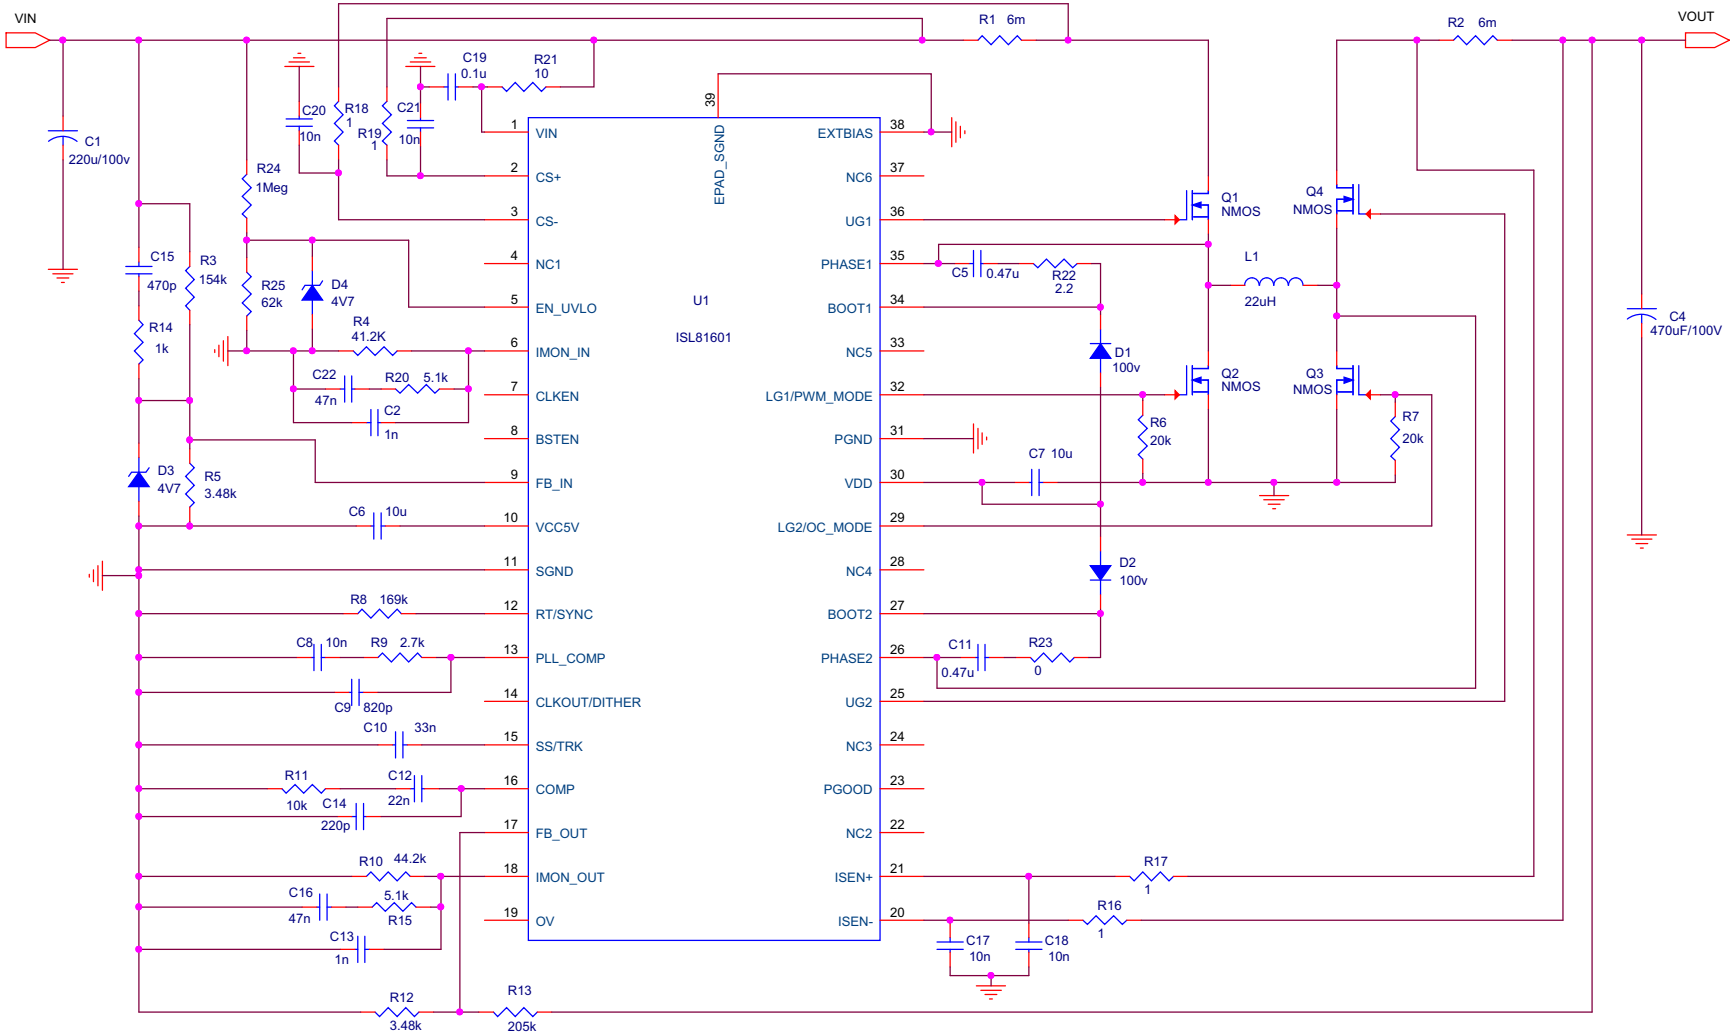 VIN
VOUT
R1 6m
R2 6m
C19
0.1u
R21
10
C20
10n
R18
1
C21
10n
R19
1
C1
220u/100v
R24
1Meg
C15
470p
R3
154k
R25
62k
D4
4V7
R14
1k
R4
41.2K
C22
47n
R20 5.1k
C2
1n
D3
4V7
R5
3.48k
C6 10u
R8 169k
C8 10n
R9 2.7k
C9 820p
C10 33n
R11
10k
C12
22n
C14
220p
R10 44.2k
C16
47n
5.1k
R15
C13
1n
R12
3.48k
R13
205k
U1
ISL81601
39
EPAD_SGND
1 VIN
2 CS+
3 CS-
4 NC1
5 EN_UVLO
6 IMON_IN
7 CLKEN
8 BSTEN
9 FB_IN
10 VCC5V
11 SGND
12 RT/SYNC
13 PLL_COMP
14 CLKOUT/DITHER
15 SS/TRK
16 COMP
17 FB_OUT
18 IMON_OUT
19 OV
EXTBIAS 38
NC6 37
UG1 36
PHASE1 35
BOOT1 34
NC5 33
LG1/PWM_MODE 32
PGND 31
VDD 30
LG2/OC_MODE 29
NC4 28
BOOT2 27
PHASE2 26
UG2 25
NC3 24
PGOOD 23
NC2 22
ISEN+ 21
ISEN- 20
Q1
NMOS
Q4
NMOS
C5 0.47u
R22
2.2
L1
22uH
D1
100v
Q2
NMOS
Q3
NMOS
R6
20k
R7
20k
C7 10u
C4
470uF/100V
D2
100v
C11
0.47u
R23
0
R17
1
R16
1
C17
10n
C18
10n